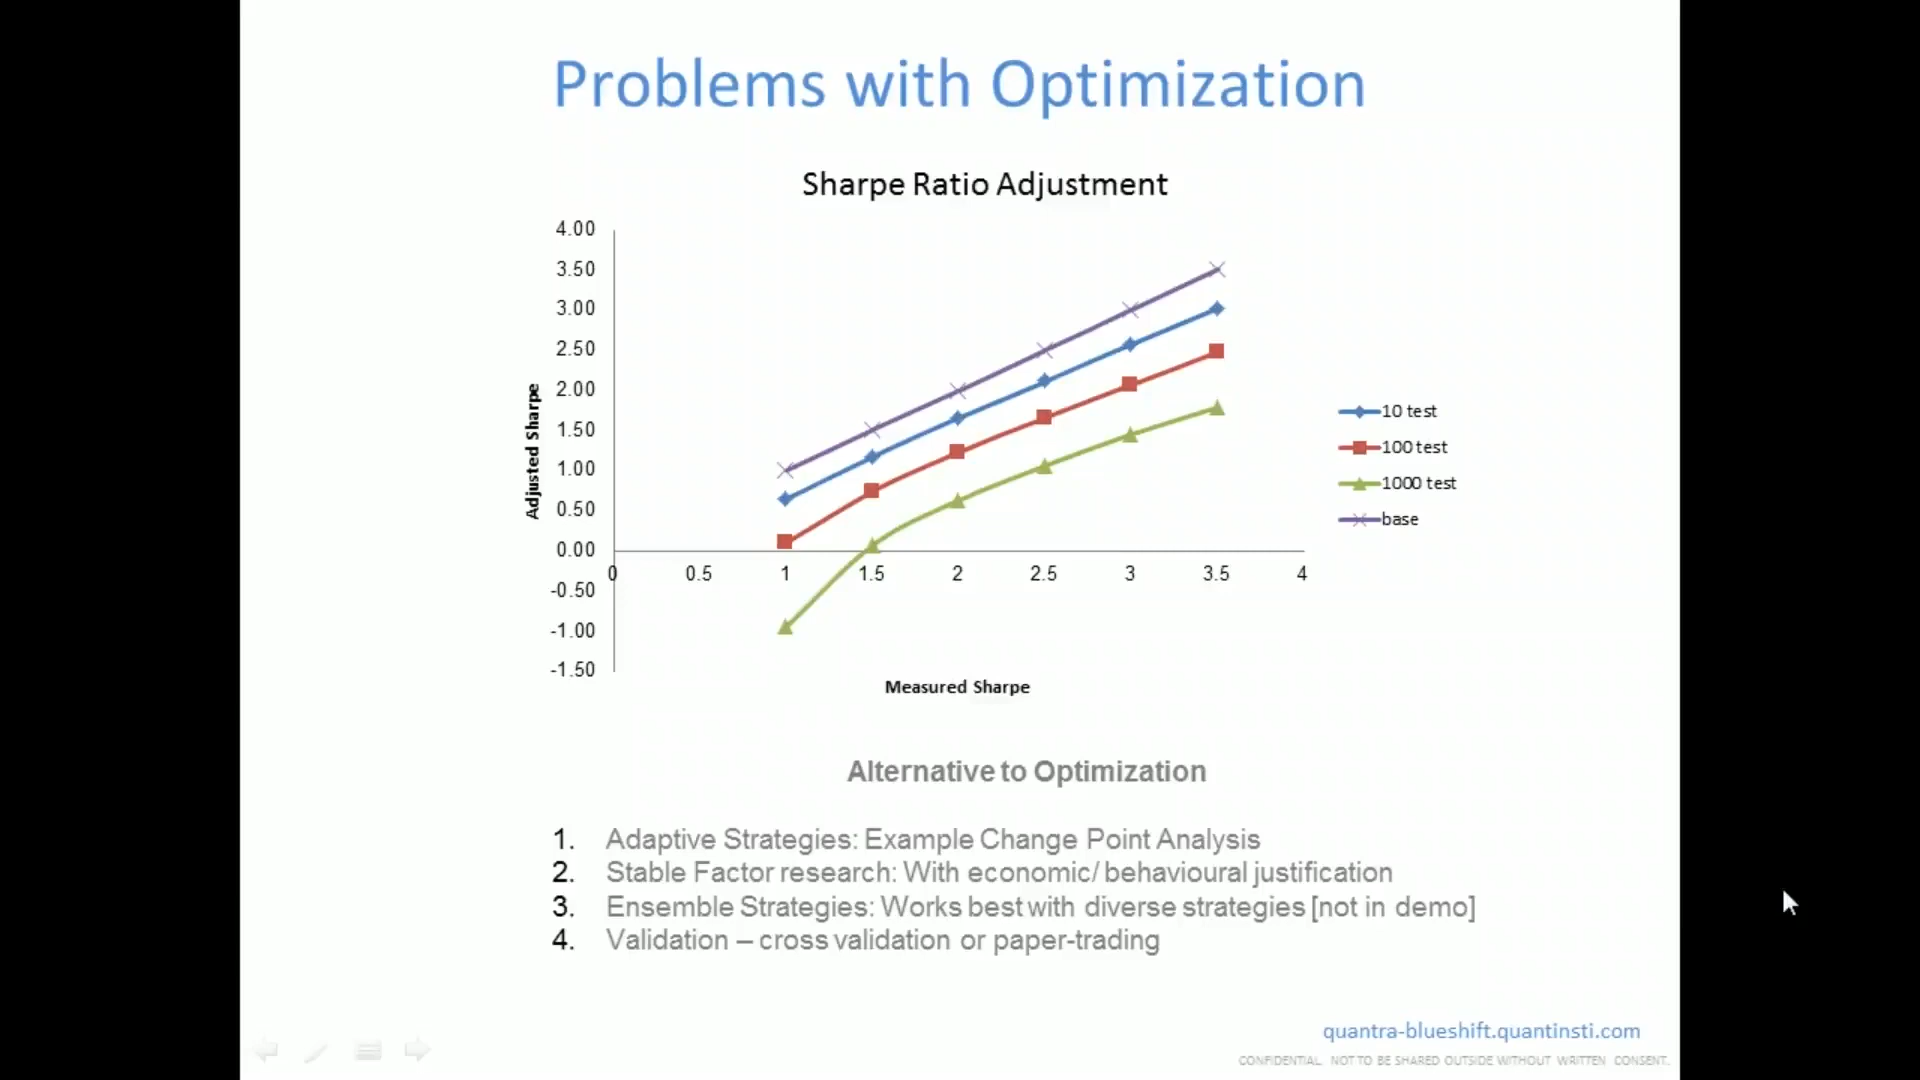 Problems with Optimization
Sharpe Ratio Adjustment
4.00
3.50
3.00
2.50
2.00
1.50
1.00
0.50
0.00
-0.50
-1.00
-1.50
Adjusted Sharpe
0 0.5 1 1.5 2 2.5 3 3.5 4
Measured Sharpe
10 test
100 test
1000 test
base
Alternative to Optimization
1. Adaptive Strategies: Example Change Point Analysis
2. Stable Factor research: With economic/ behavioural justification
3. Ensemble Strategies: Works best with diverse strategies [not in demo]
4. Validation – cross validation or paper-trading
quantra-blueshift.quantinsti.com
CONFIDENTIAL. NOT TO BE SHARED OUTSIDE WITHOUT WRITTEN CONSENT.